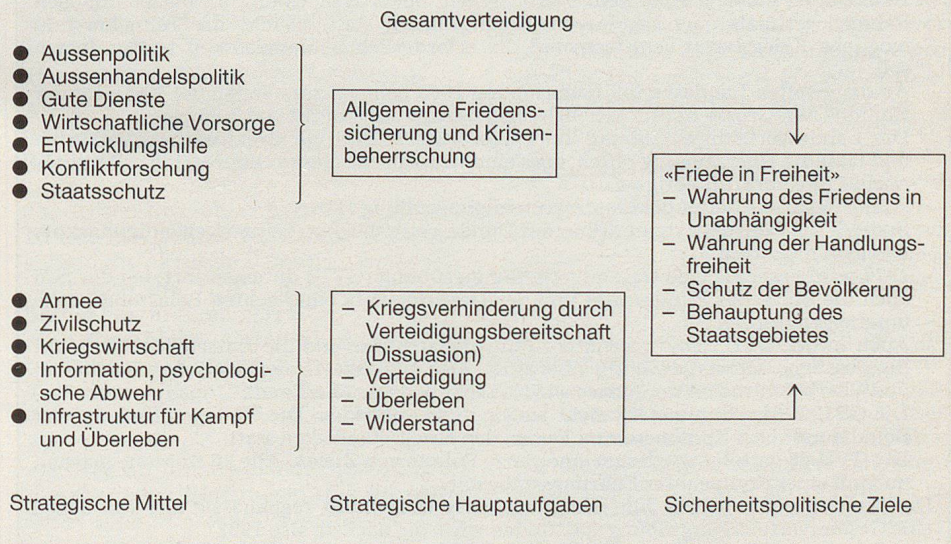 Gesamtverteidigung
● Aussenpolitik
● Aussenhandelspolitik
● Gute Dienste
● Wirtschaftliche Vorsorge
● Entwicklungshilfe
● Konfliktforschung
● Staatsschutz
Allgemeine Friedens-
sicherung und Krisen-
beherrschung
«Friede in Freiheit»
– Wahrung des Friedens in
Unabhängigkeit
– Wahrung der Handlungs-
freiheit
– Schutz der Bevölkerung
– Behauptung des
Staatsgebietes
● Armee
● Zivilschutz
● Kriegswirtschaft
● Information, psychologi-
sche Abwehr
● Infrastruktur für Kampf
und Überleben
– Kriegsverhinderung durch
Verteidigungsbereitschaft
(Dissuasion)
– Verteidigung
– Überleben
– Widerstand
Strategische Mittel
Strategische Hauptaufgaben
Sicherheitspolitische Ziele